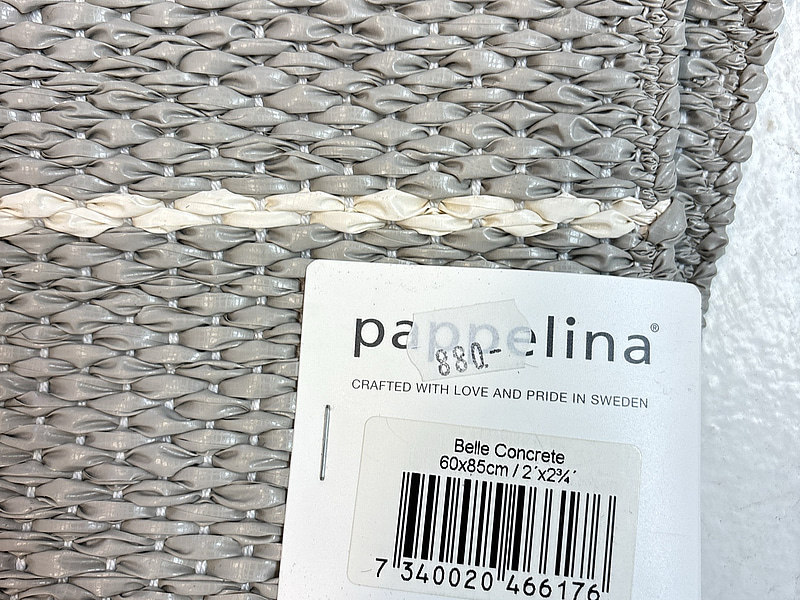 pappelina®
880.-
CRAFTED WITH LOVE AND PRIDE IN SWEDEN
Belle Concrete
60x85cm / 2´x2¾´
7 340020 466176